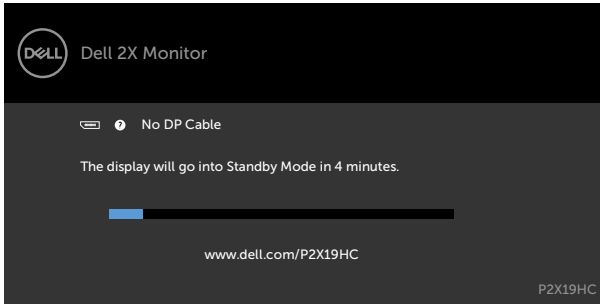 DELL
Dell 2X Monitor
? No DP Cable
The display will go into Standby Mode in 4 minutes.
www.dell.com/P2X19HC
P2X19HC